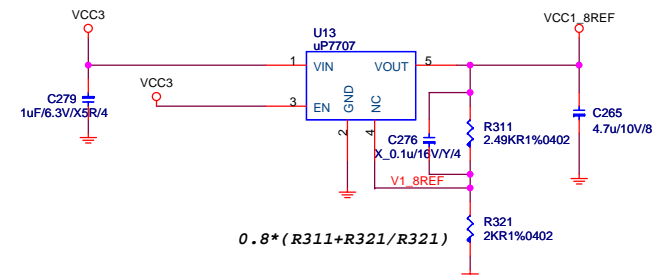 VCC3
VCC1_8REF
U13
uP7707
1
VIN
VOUT
5
VCC3
C279
1uF/6.3V/X5R/4
3
EN
GND
NC
2
4
C276
X_0.1u/16V/Y/4
R311
2.49KR1%0402
C265
4.7u/10V/8
V1_8REF
R321
2KR1%0402
0.8*(R311+R321/R321)